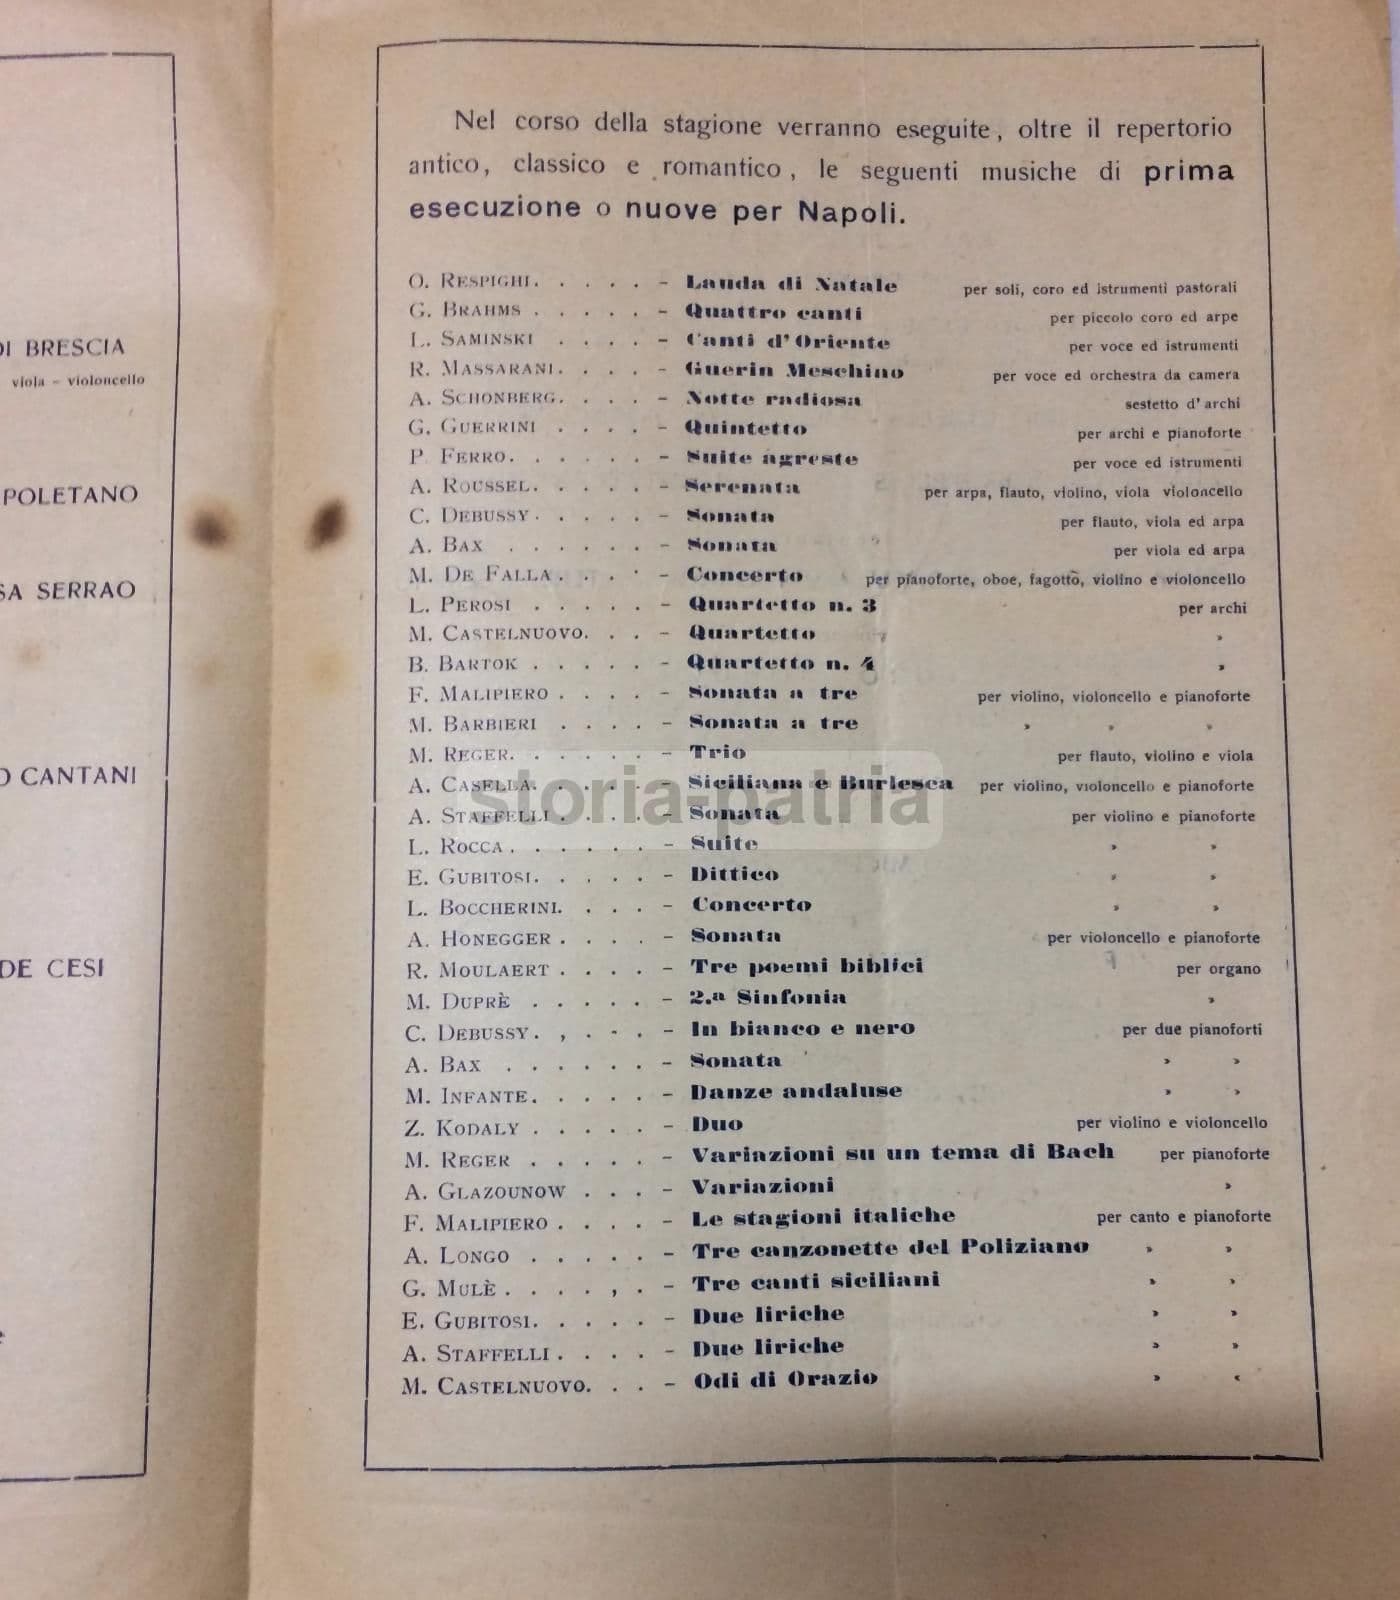 DI BRESCIA
viola - violoncello
POLETANO
SA SERRAO
CANTANI
DE CESI
Nel corso della stagione verranno eseguite, oltre il repertorio
antico, classico e romantico, le seguenti musiche di prima
esecuzione o nuove per Napoli.
O. RESPIGHI. . . . . - Lauda di Natale per soli, coro ed istrumenti pastorali
G. BRAHMS . . . . . - Quattro canti per piccolo coro ed arpe
L. SAMINSKI . . . . - Canti d'Oriente per voce ed istrumenti
R. MASSARANI. . . . - Guerin Meschino per voce ed orchestra da camera
A. SCHONBERG. . . . - Notte radiosa sestetto d'archi
G. GUERRINI . . . . - Quintetto per archi e pianoforte
P. FERRO. . . . . . - Suite agreste per voce ed istrumenti
A. ROUSSEL. . . . . - Serenata per arpa, flauto, violino, viola violoncello
C. DEBUSSY. . . . . - Sonata per flauto, viola ed arpa
A. BAX . . . . . . - Sonata per viola ed arpa
M. DE FALLA. . . . - Concerto per pianoforte, oboe, fagotto, violino e violoncello
L. PEROSI . . . . . - Quartetto n. 3 per archi
M. CASTELNUOVO. . . - Quartetto »
B. BARTOK . . . . . - Quartetto n. 4 »
F. MALIPIERO . . . . - Sonata a tre per violino, violoncello e pianoforte
M. BARBIERI . . . . - Sonata a tre » » »
M. REGER. . . . . . - Trio per flauto, violino e viola
A. CASELLA. . . . . - Siciliana e Burlesca per violino, violoncello e pianoforte
storia-patria
A. STAFFELLI . . . . - Sonata per violino e pianoforte
L. ROCCA . . . . . . - Suite » »
E. GUBITOSI. . . . . - Dittico » »
L. BOCCHERINI. . . . - Concerto » »
A. HONEGGER . . . . - Sonata per violoncello e pianoforte
R. MOULAERT . . . . - Tre poemi biblici per organo
M. DUPRÈ . . . . . - 2.ª Sinfonia »
C. DEBUSSY. , . . . - In bianco e nero per due pianoforti
A. BAX . . . . . . - Sonata » »
M. INFANTE. . . . . - Danze andaluse » »
Z. KODALY . . . . . - Duo per violino e violoncello
M. REGER . . . . . - Variazioni su un tema di Bach per pianoforte
A. GLAZOUNOW . . . - Variazioni »
F. MALIPIERO . . . . - Le stagioni italiche per canto e pianoforte
A. LONGO . . . . . - Tre canzonette del Poliziano » »
G. MULÈ . . . . , . - Tre canti siciliani » »
E. GUBITOSI. . . . . - Due liriche » »
A. STAFFELLI . . . . - Due liriche » »
M. CASTELNUOVO. . . - Odi di Orazio » «